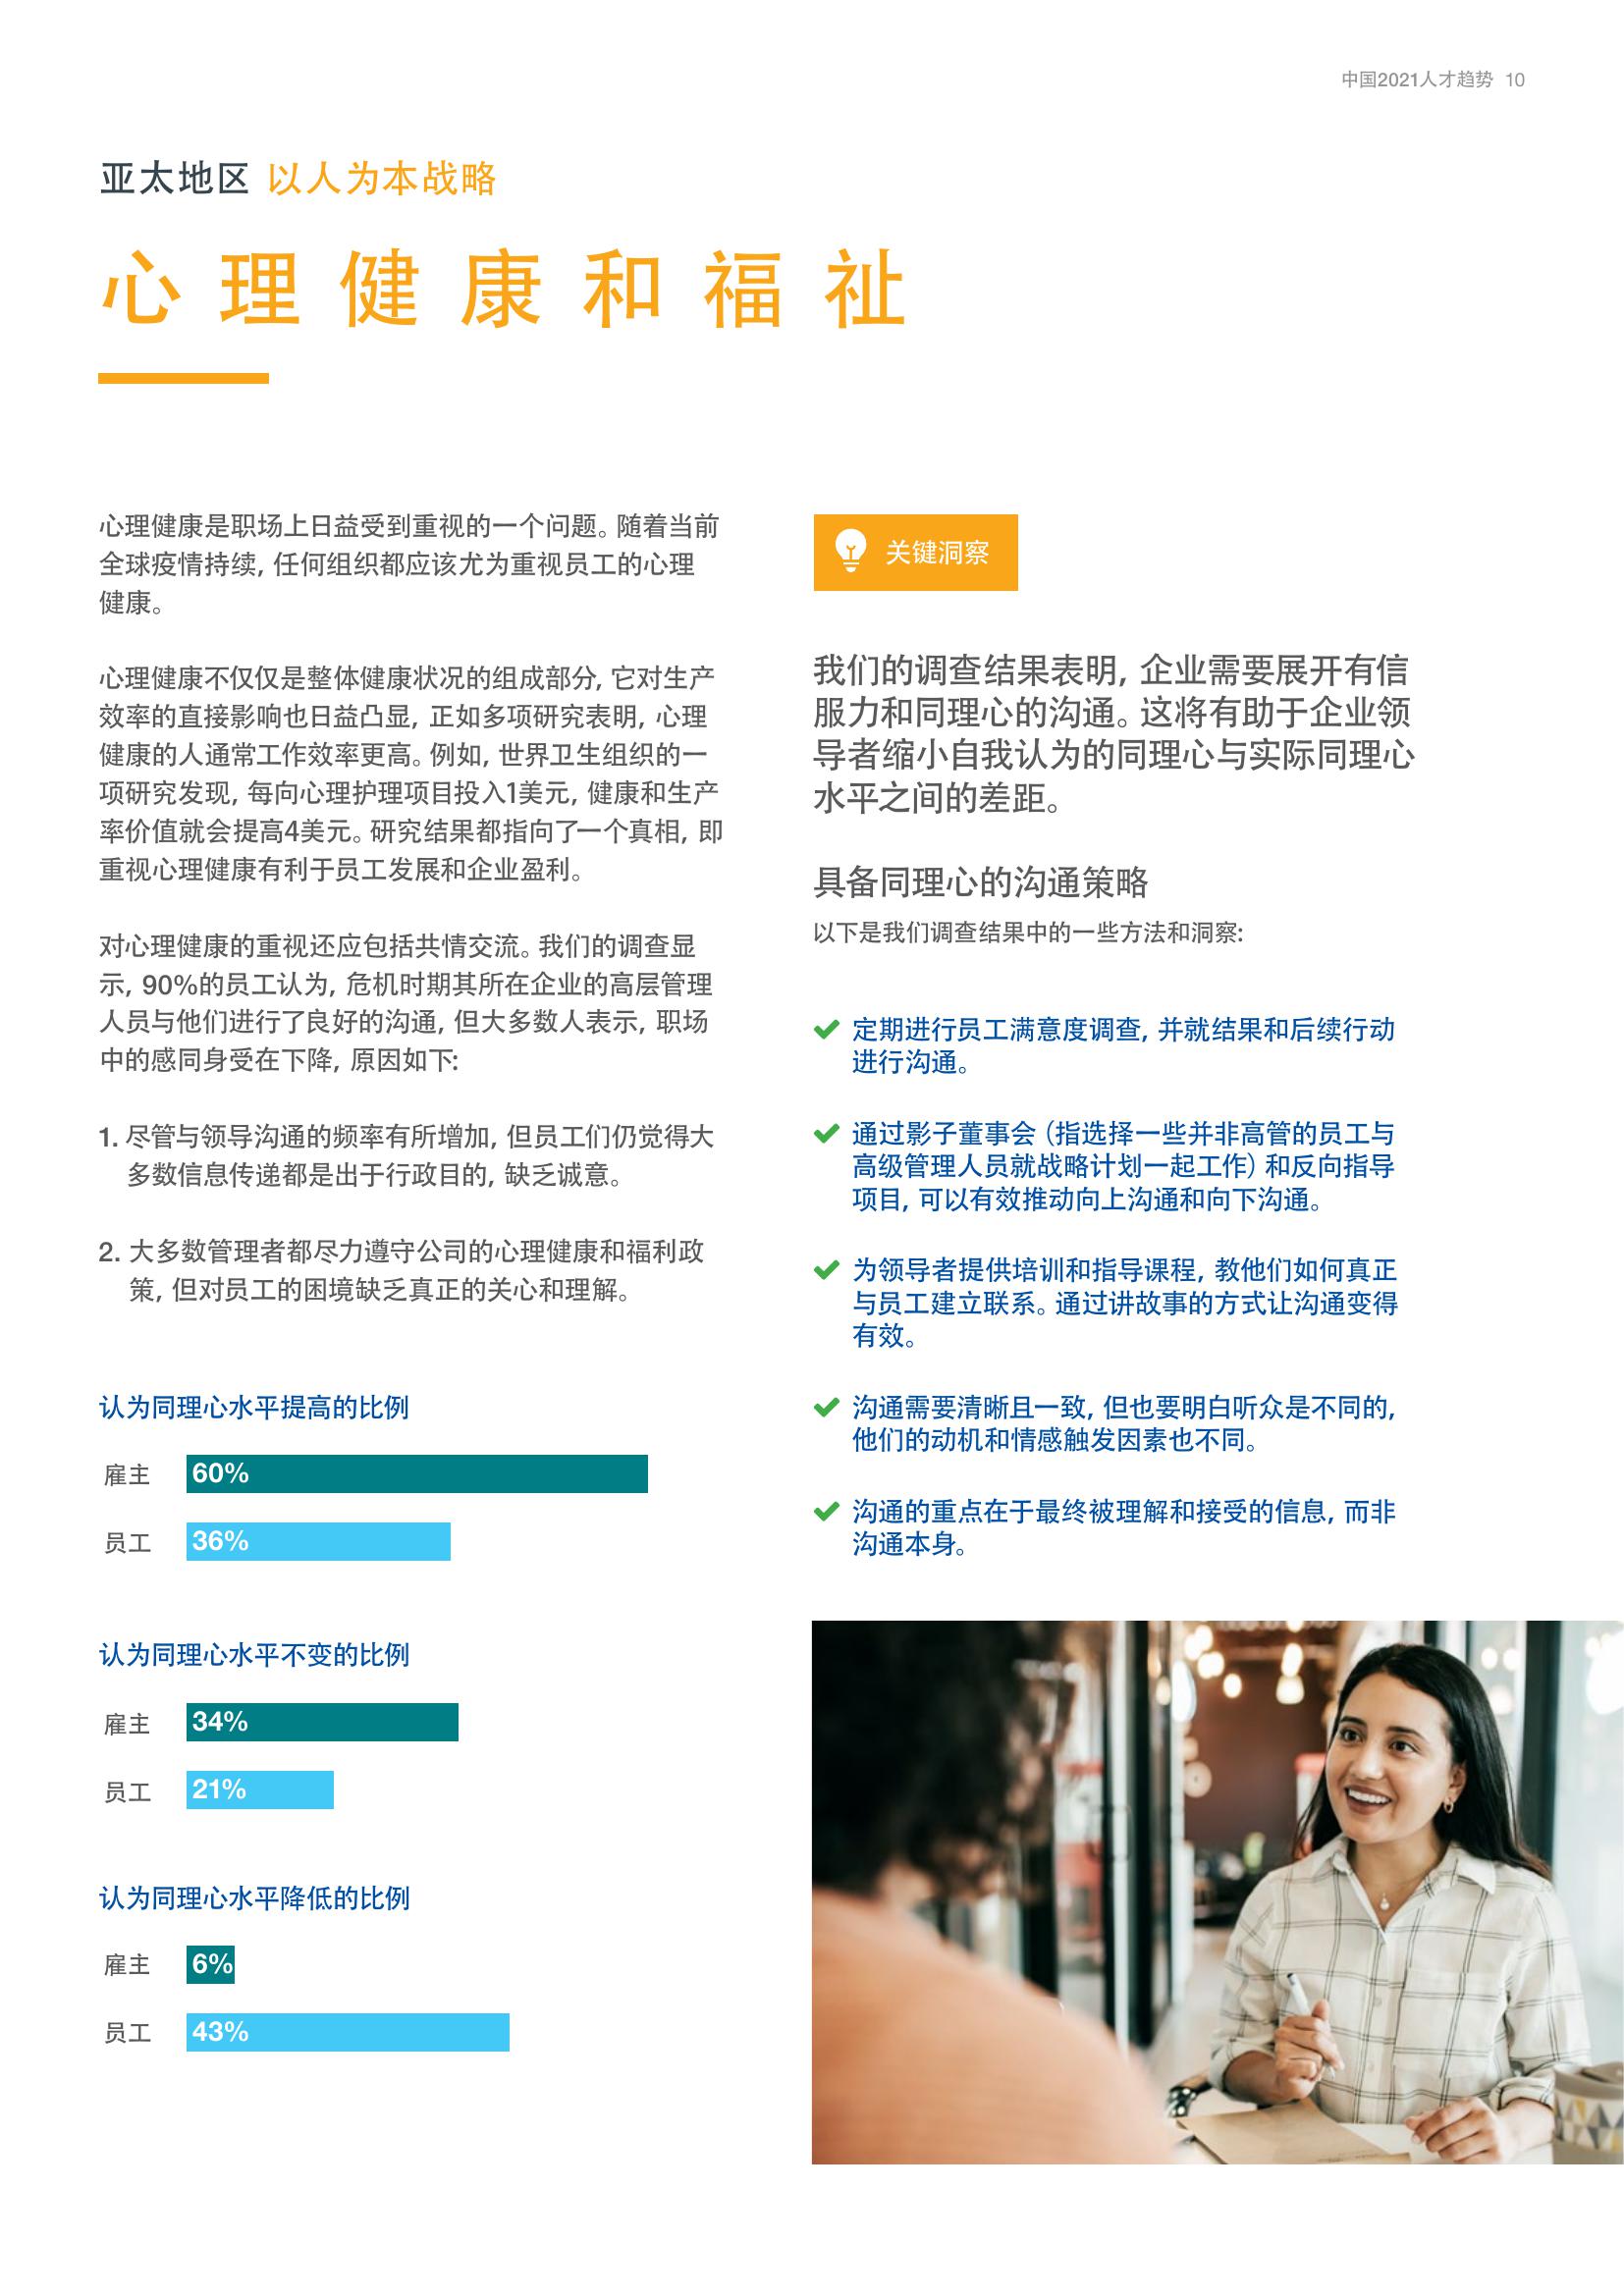 中国2021人才趋势 10
亚太地区 以人为本战略
心理健康和福祉
心理健康是职场上日益受到重视的一个问题。随着当前
全球疫情持续, 任何组织都应该尤为重视员工的心理
健康。
心理健康不仅仅是整体健康状况的组成部分, 它对生产
效率的直接影响也日益凸显, 正如多项研究表明, 心理
健康的人通常工作效率更高。例如, 世界卫生组织的一
项研究发现, 每向心理护理项目投入1美元, 健康和生产
率价值就会提高4美元。研究结果都指向了一个真相, 即
重视心理健康有利于员工发展和企业盈利。
对心理健康的重视还应包括共情交流。我们的调查显
示, 90%的员工认为, 危机时期其所在企业的高层管理
人员与他们进行了良好的沟通, 但大多数人表示, 职场
中的感同身受在下降, 原因如下:
1. 尽管与领导沟通的频率有所增加, 但员工们仍觉得大
多数信息传递都是出于行政目的, 缺乏诚意。
2. 大多数管理者都尽力遵守公司的心理健康和福利政
策, 但对员工的困境缺乏真正的关心和理解。
认为同理心水平提高的比例
雇主 60%
员工 36%
认为同理心水平不变的比例
雇主 34%
员工 21%
认为同理心水平降低的比例
雇主 6%
员工 43%
关键洞察
我们的调查结果表明, 企业需要展开有信
服力和同理心的沟通。这将有助于企业领
导者缩小自我认为的同理心与实际同理心
水平之间的差距。
具备同理心的沟通策略
以下是我们调查结果中的一些方法和洞察:
定期进行员工满意度调查, 并就结果和后续行动
进行沟通。
通过影子董事会 (指选择一些并非高管的员工与
高级管理人员就战略计划一起工作) 和反向指导
项目, 可以有效推动向上沟通和向下沟通。
为领导者提供培训和指导课程, 教他们如何真正
与员工建立联系。通过讲故事的方式让沟通变得
有效。
沟通需要清晰且一致, 但也要明白听众是不同的,
他们的动机和情感触发因素也不同。
沟通的重点在于最终被理解和接受的信息, 而非
沟通本身。